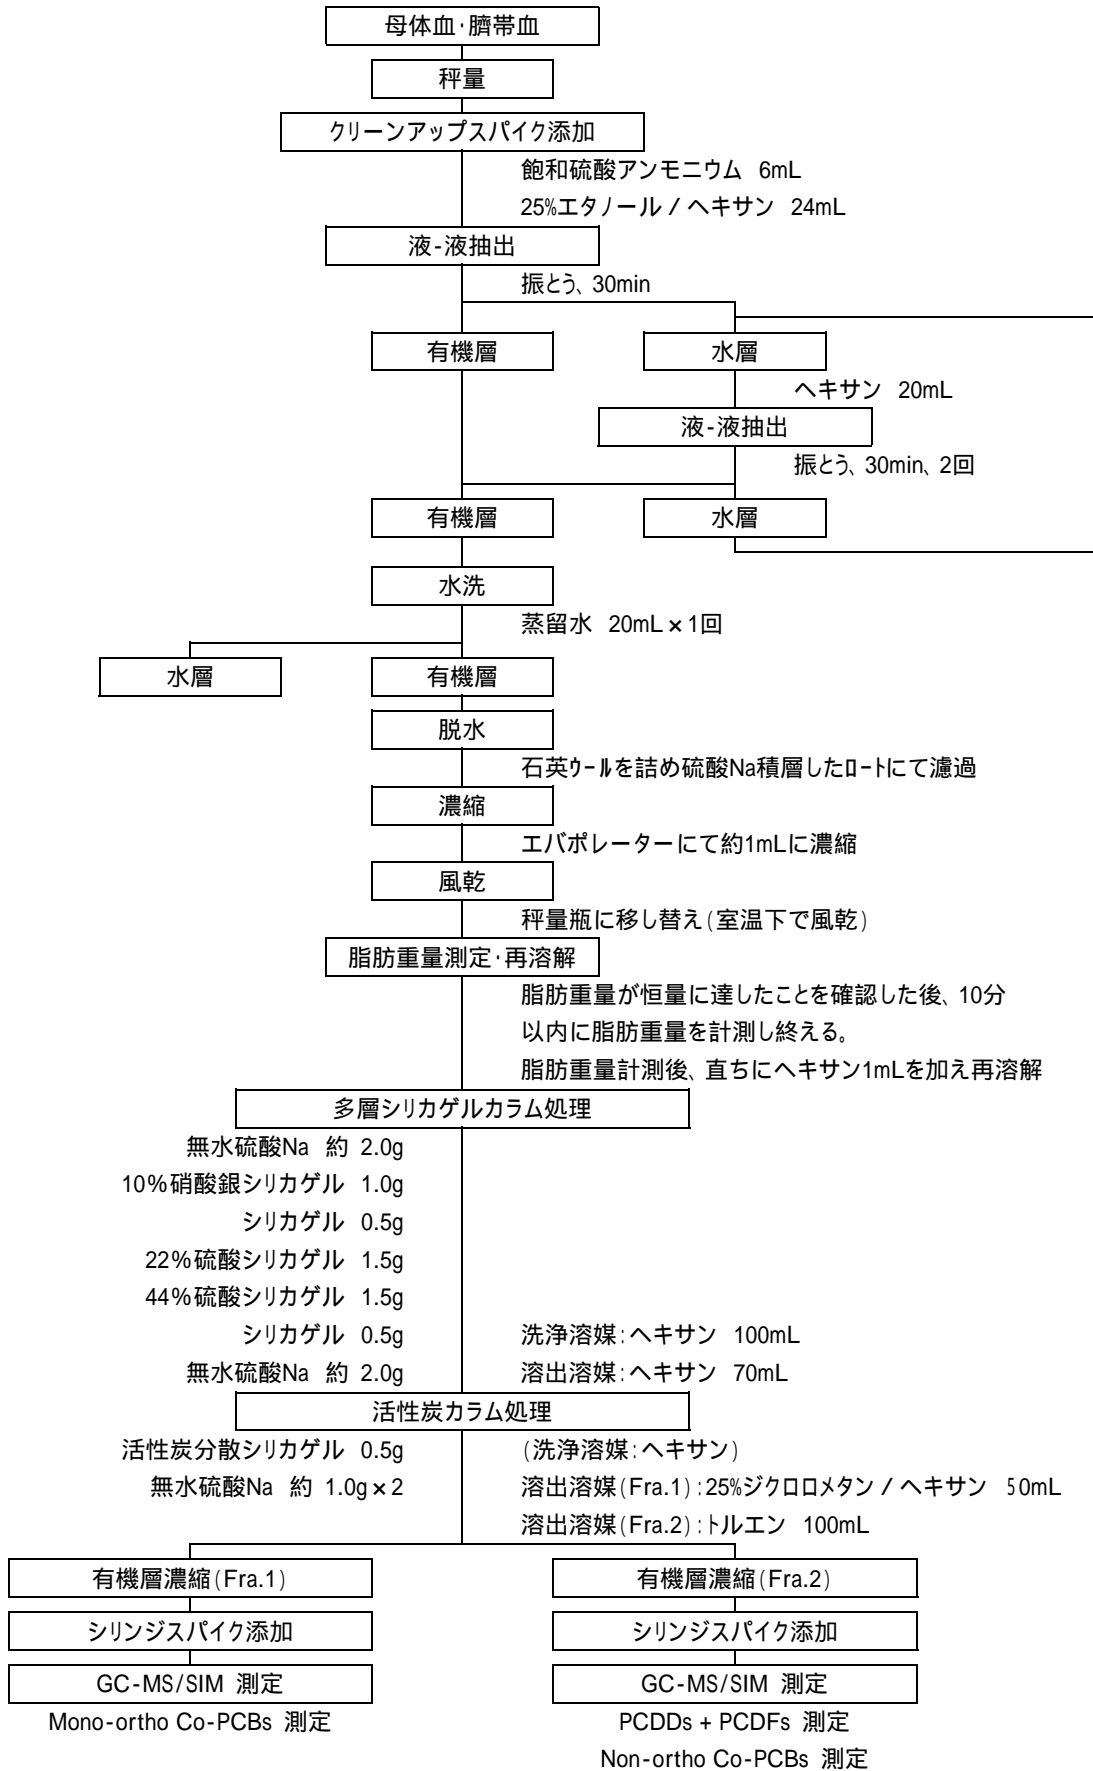 母体血・臍帯血
秤量
クリーンアップスパイク添加
飽和硫酸アンモニウム 6mL
25%エタノール / ヘキサン 24mL
液-液抽出
振とう、30min
有機層
水層
ヘキサン 20mL
液-液抽出
振とう、30min、2回
有機層
水層
水洗
蒸留水 20mL×1回
水層
有機層
脱水
石英ウールを詰め硫酸Na積層したロートにて濾過
濃縮
エバポレーターにて約1mLに濃縮
風乾
秤量瓶に移し替え(室温下で風乾)
脂肪重量測定・再溶解
脂肪重量が恒量に達したことを確認した後、10分
以内に脂肪重量を計測し終える。
脂肪重量計測後、直ちにヘキサン1mLを加え再溶解
多層シリカゲルカラム処理
無水硫酸Na 約 2.0g
10%硝酸銀シリカゲル 1.0g
シリカゲル 0.5g
22%硫酸シリカゲル 1.5g
44%硫酸シリカゲル 1.5g
シリカゲル 0.5g
洗浄溶媒:ヘキサン 100mL
無水硫酸Na 約 2.0g
溶出溶媒:ヘキサン 70mL
活性炭カラム処理
活性炭分散シリカゲル 0.5g
(洗浄溶媒:ヘキサン)
無水硫酸Na 約 1.0g×2
溶出溶媒(Fra.1):25%ジクロロメタン / ヘキサン 50mL
溶出溶媒(Fra.2):トルエン 100mL
有機層濃縮(Fra.1)
有機層濃縮(Fra.2)
シリンジスパイク添加
シリンジスパイク添加
GC-MS/SIM 測定
GC-MS/SIM 測定
Mono-ortho Co-PCBs 測定
PCDDs + PCDFs 測定
Non-ortho Co-PCBs 測定